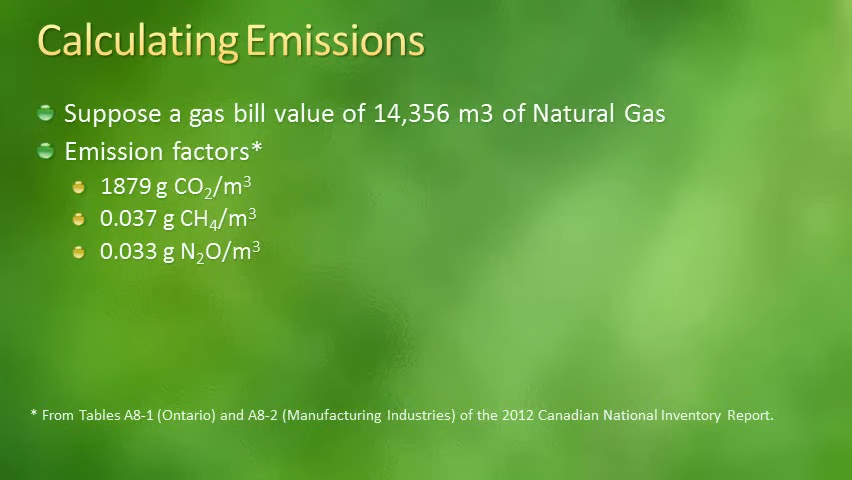 Calculating Emissions
Suppose a gas bill value of 14,356 m3 of Natural Gas
Emission factors*
1879 g CO₂/m³
0.037 g CH₄/m³
0.033 g N₂O/m³
* From Tables A8-1 (Ontario) and A8-2 (Manufacturing Industries) of the 2012 Canadian National Inventory Report.